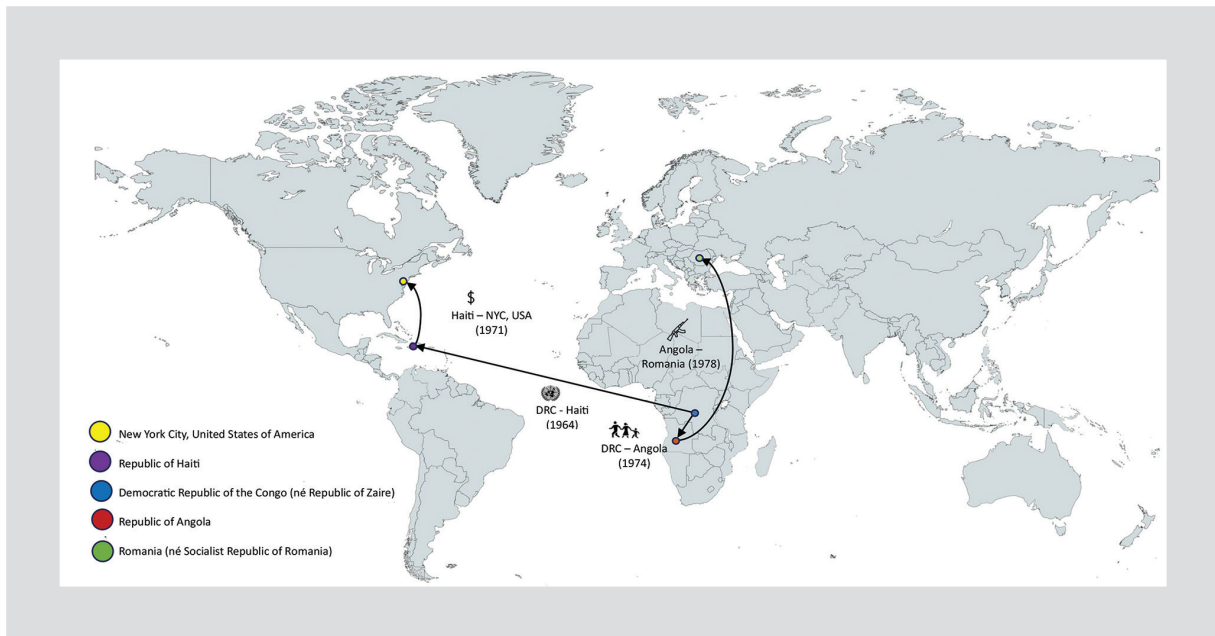 $
Haiti – NYC, USA
(1971)
Angola –
Romania (1978)
DRC - Haiti
(1964)
DRC – Angola
(1974)
New York City, United States of America
Republic of Haiti
Democratic Republic of the Congo (né Republic of Zaire)
Republic of Angola
Romania (né Socialist Republic of Romania)